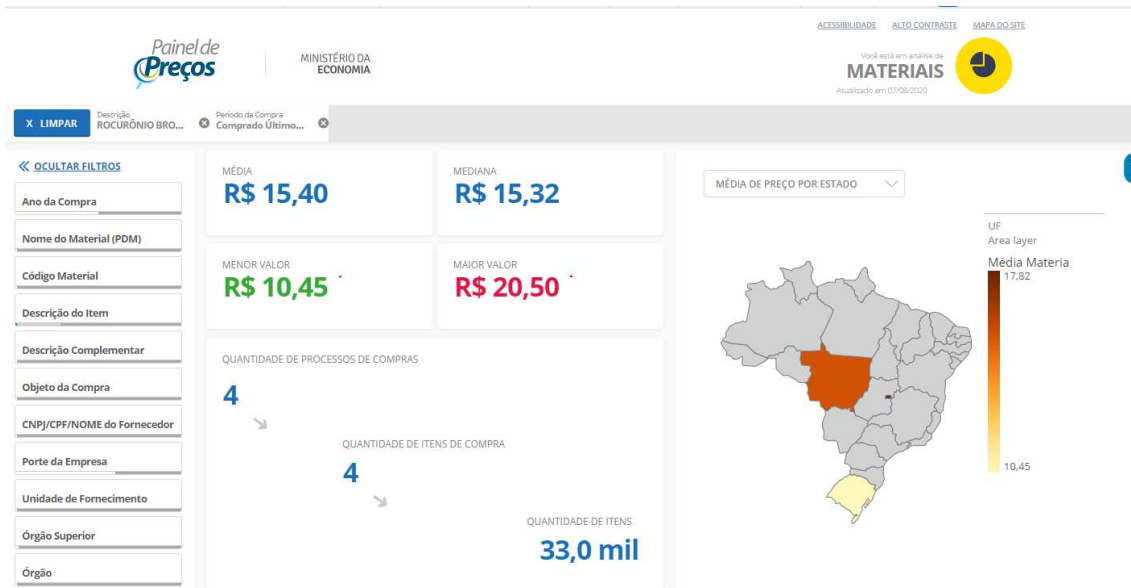 ACESSIBILIDADE ALTO CONTRASTE MAPA DO SITE
Painel de
Preços
MINISTÉRIO DA
ECONOMIA
Você está em análise de
MATERIAIS
Atualizado em 07/08/2020
X LIMPAR
Descrição
ROCURÔNIO BRO...
Período da Compra
Comprado Último...
OCULTAR FILTROS
Ano da Compra
Nome do Material (PDM)
Código Material
Descrição do Item
Descrição Complementar
Objeto da Compra
CNPJ/CPF/NOME do Fornecedor
Porte da Empresa
Unidade de Fornecimento
Órgão Superior
Órgão
MÉDIA
R$ 15,40
MEDIANA
R$ 15,32
MENOR VALOR
R$ 10,45
MAIOR VALOR
R$ 20,50
QUANTIDADE DE PROCESSOS DE COMPRAS
4
QUANTIDADE DE ITENS DE COMPRA
4
QUANTIDADE DE ITENS
33,0 mil
MÉDIA DE PREÇO POR ESTADO
UF
Area layer
Média Materia
17,82
10,45